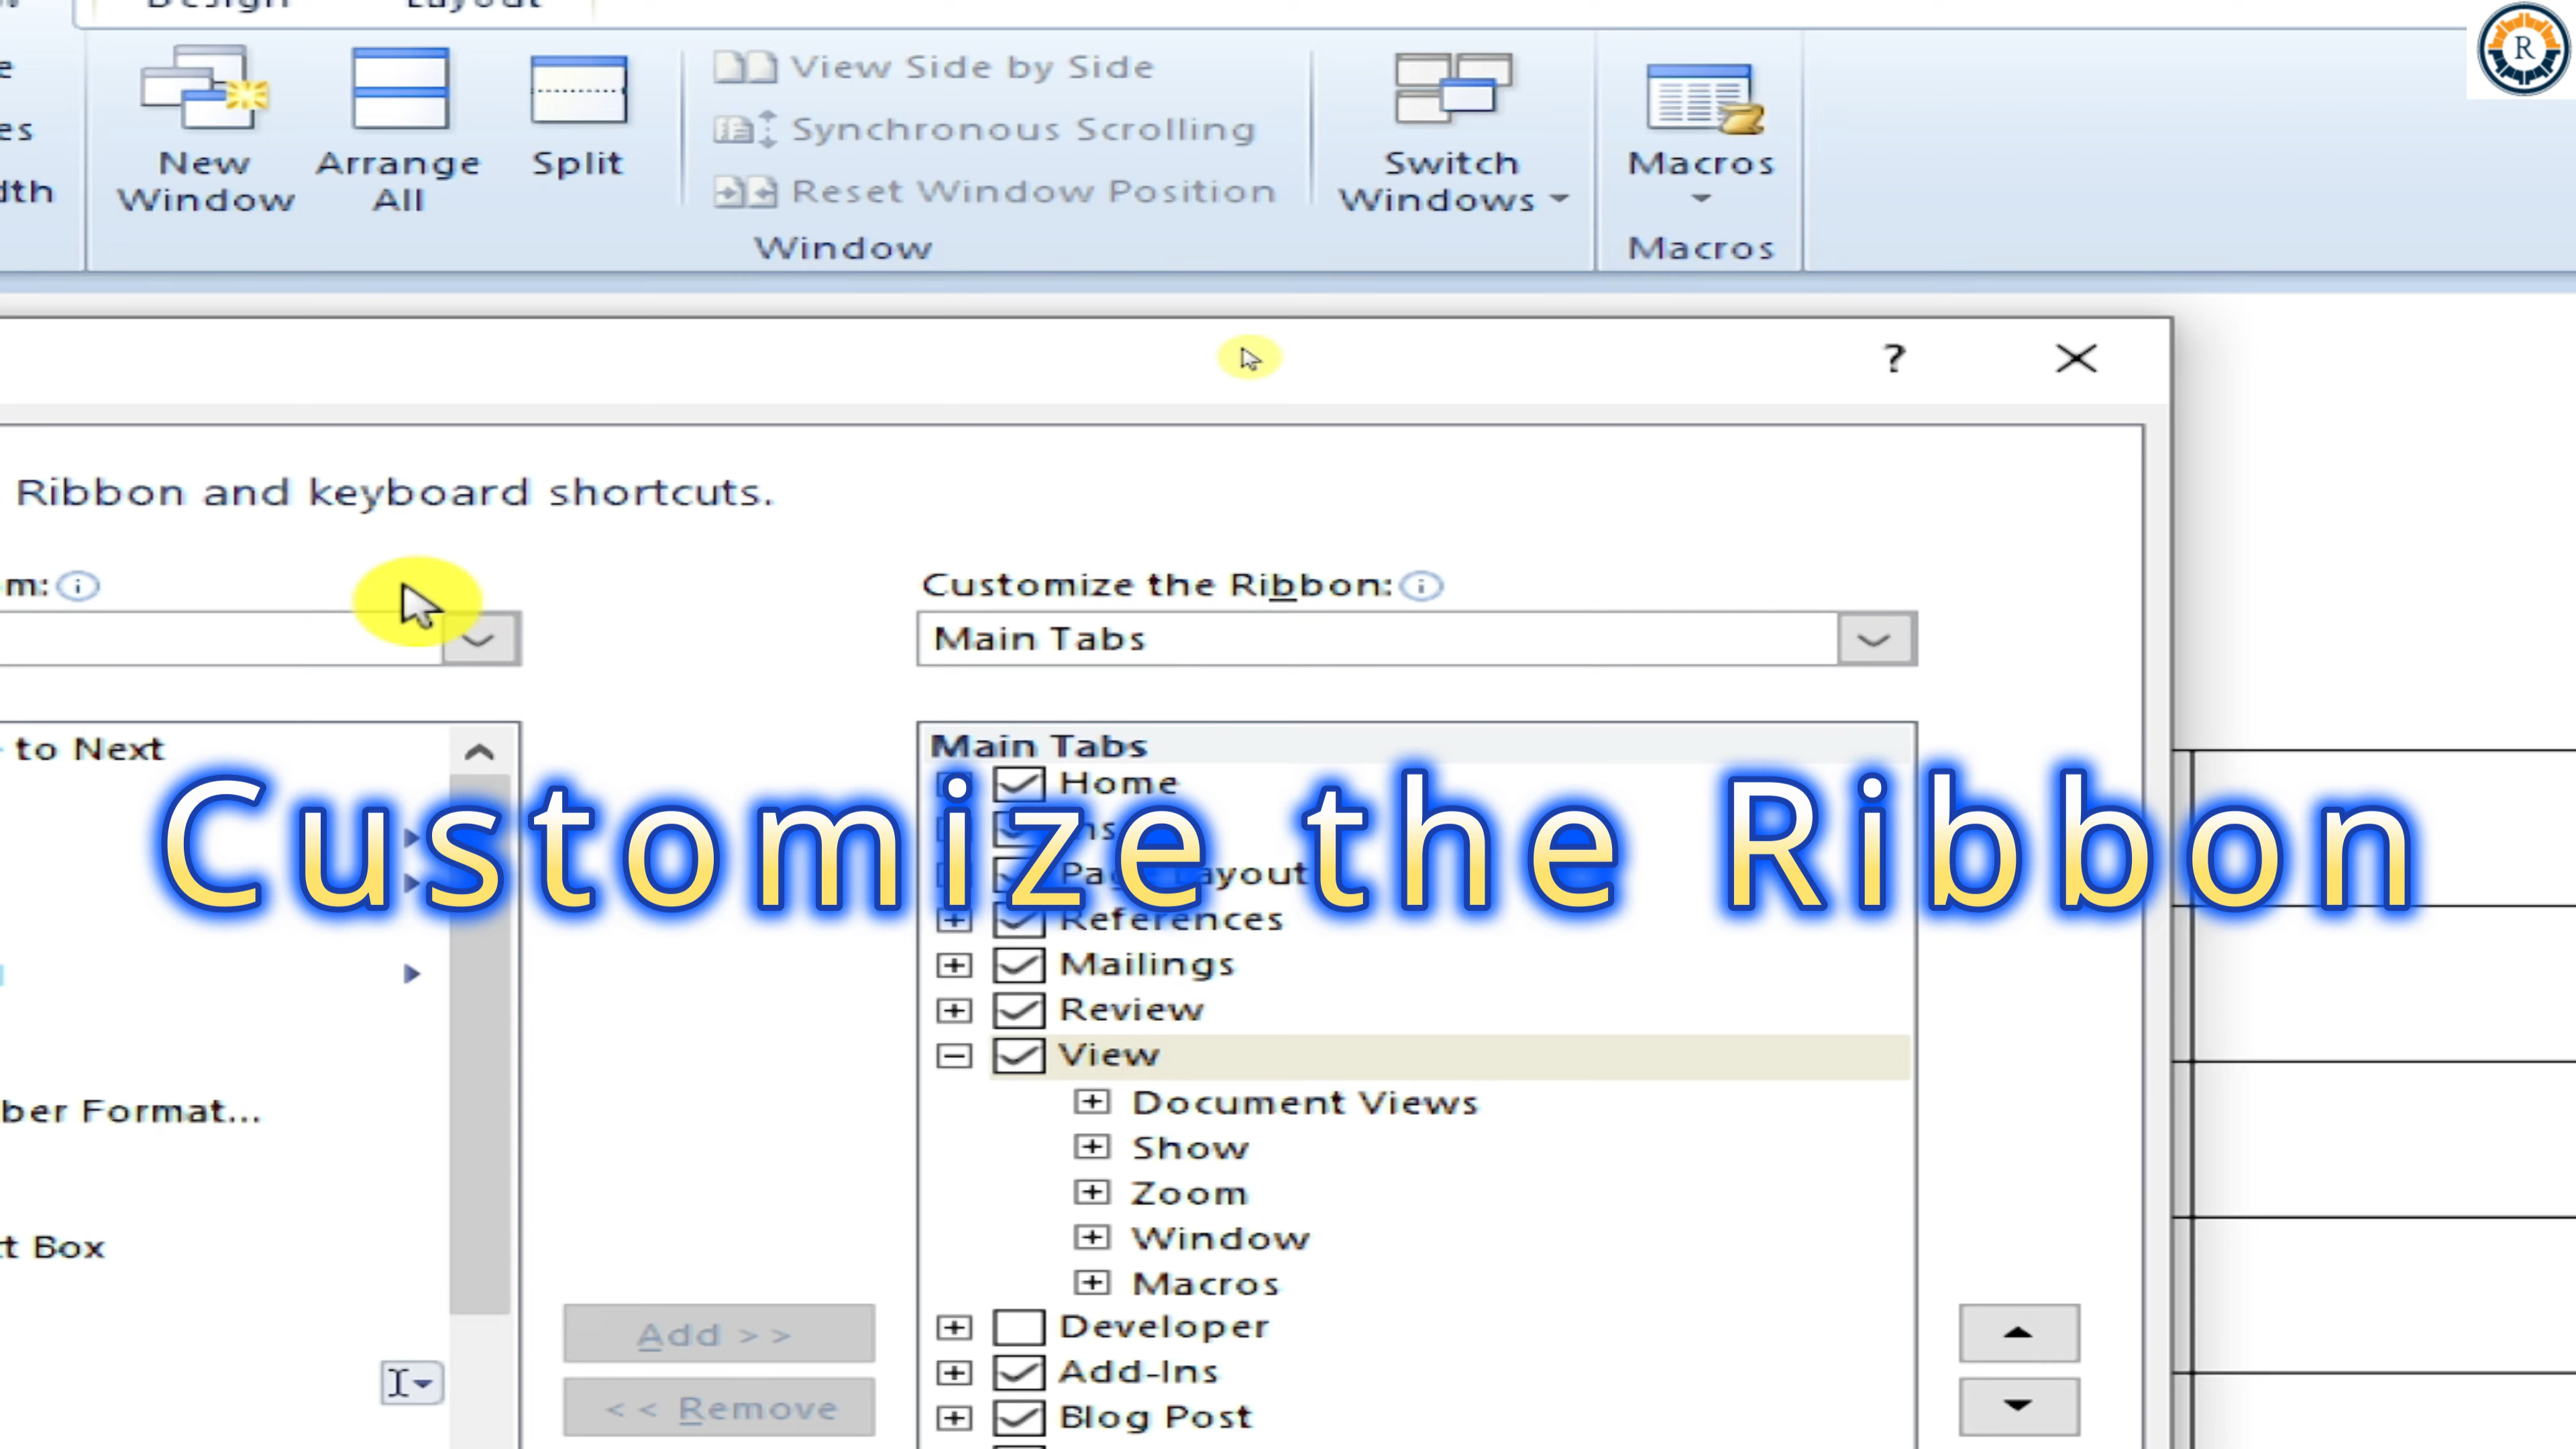 Design Layout
R
New Window
Arrange All
Split
View Side by Side
Synchronous Scrolling
Reset Window Position
Switch Windows
Macros
Window
Macros
?
Ribbon and keyboard shortcuts.
Customize the Ribbon:
Main Tabs
to Next
Main Tabs
Home
Customize the Ribbon
References
Mailings
Review
View
Document Views
ber Format...
Show
Zoom
Window
t Box
Macros
Add >>
Developer
Add-Ins
<< Remove
Blog Post